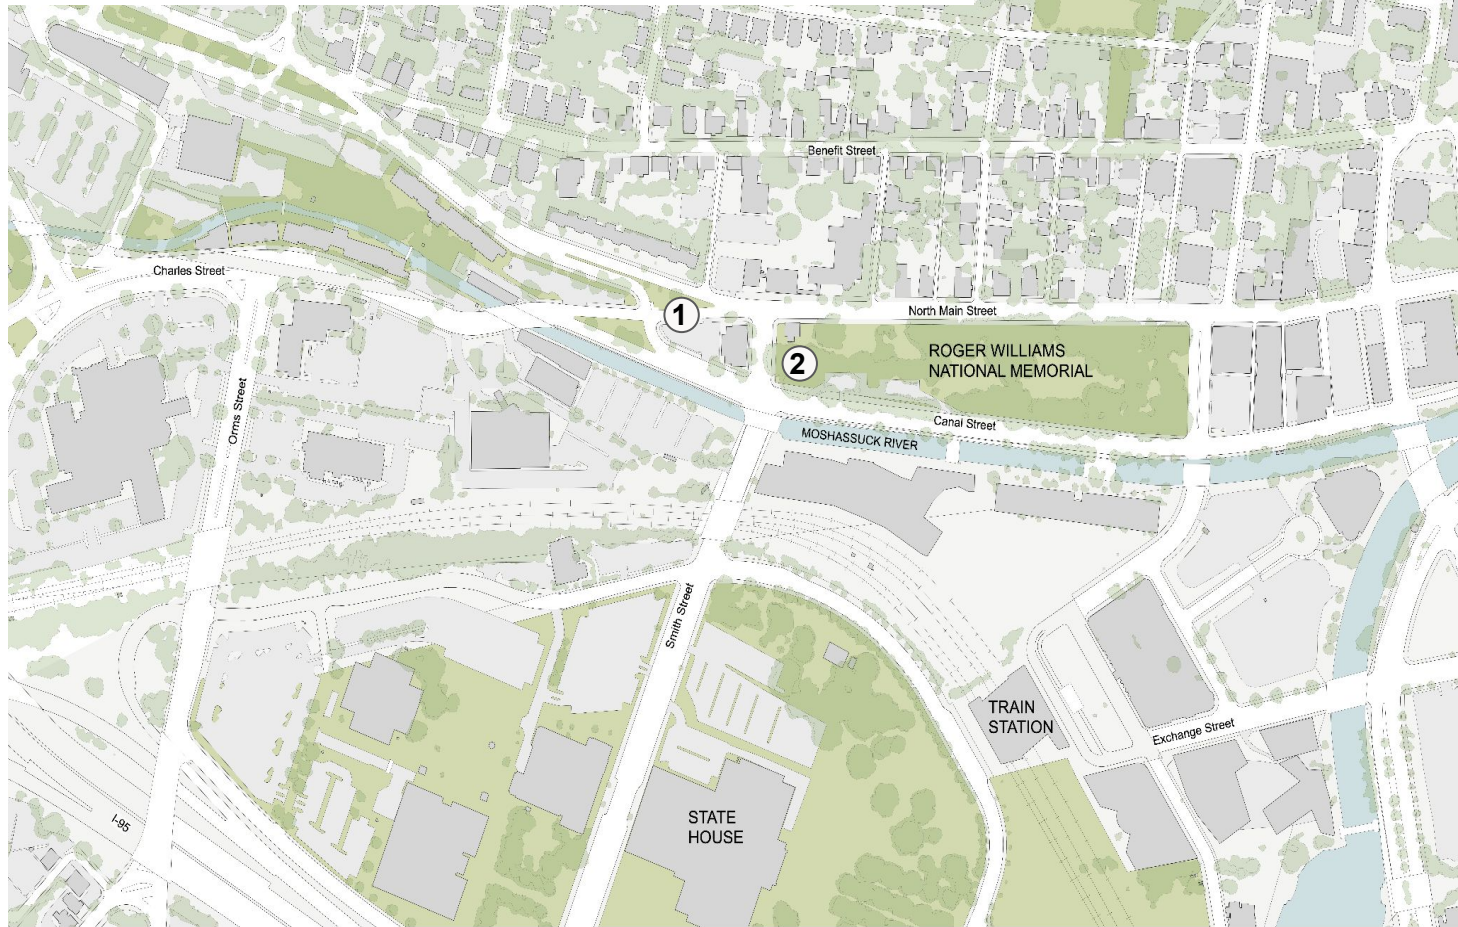 Benefit Street
Charles Street
1
North Main Street
2
ROGER WILLIAMS
NATIONAL MEMORIAL
Orms Street
Canal Street
MOSHASSUCK RIVER
Smith Street
TRAIN
STATION
Exchange Street
I-95
STATE
HOUSE